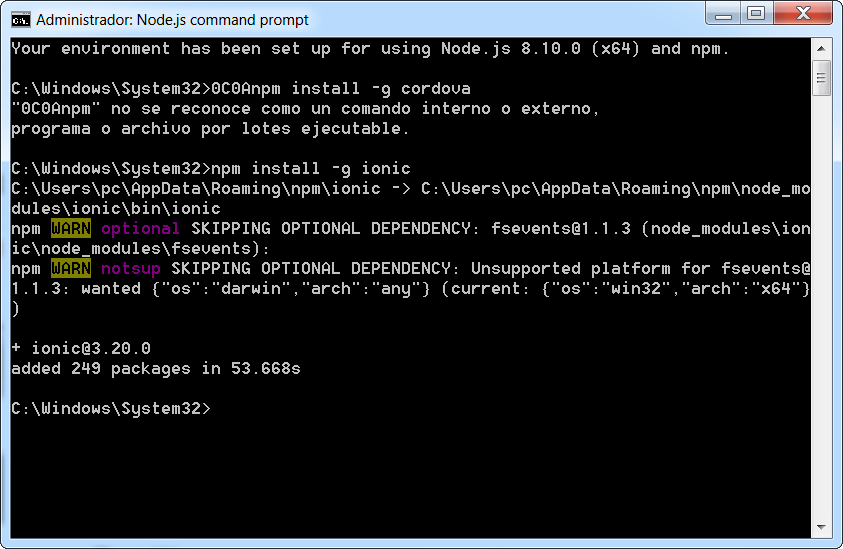 Administrador: Node.js command prompt
Your environment has been set up for using Node.js 8.10.0 (x64) and npm.
C:\Windows\System32>0C0Anpm install -g cordova
"0C0Anpm" no se reconoce como un comando interno o externo,
programa o archivo por lotes ejecutable.
C:\Windows\System32>npm install -g ionic
C:\Users\pc\AppData\Roaming\npm\ionic -> C:\Users\pc\AppData\Roaming\npm\node_mo
dules\ionic\bin\ionic
npm WARN optional SKIPPING OPTIONAL DEPENDENCY: fsevents@1.1.3 (node_modules\ion
ic\node_modules\fsevents):
npm WARN notsup SKIPPING OPTIONAL DEPENDENCY: Unsupported platform for fsevents@
1.1.3: wanted {"os":"darwin","arch":"any"} (current: {"os":"win32","arch":"x64"}
)
+ ionic@3.20.0
added 249 packages in 53.668s
C:\Windows\System32>